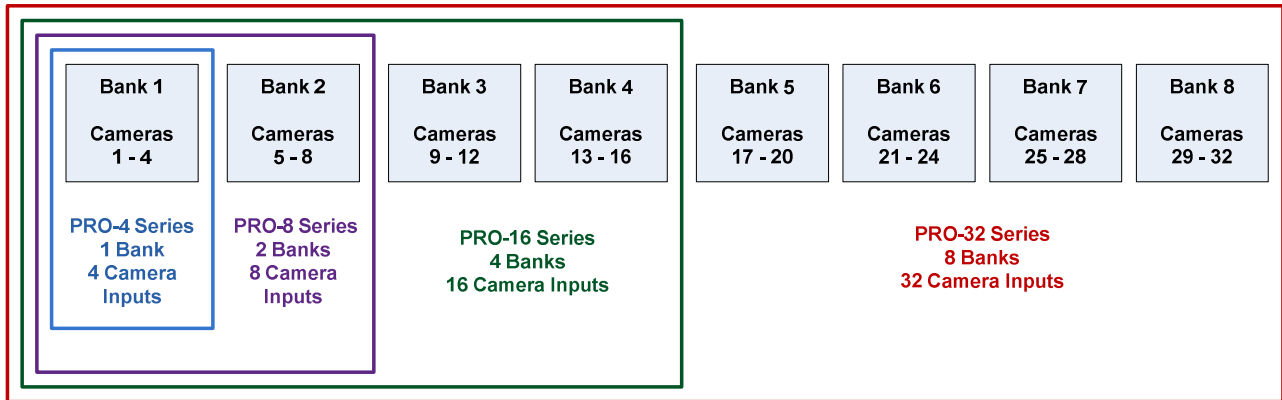 Bank 1
Cameras
1 - 4
Bank 2
Cameras
5 - 8
Bank 3
Cameras
9 - 12
Bank 4
Cameras
13 - 16
Bank 5
Cameras
17 - 20
Bank 6
Cameras
21 - 24
Bank 7
Cameras
25 - 28
Bank 8
Cameras
29 - 32
PRO-4 Series
1 Bank
4 Camera
Inputs
PRO-8 Series
2 Banks
8 Camera
Inputs
PRO-16 Series
4 Banks
16 Camera Inputs
PRO-32 Series
8 Banks
32 Camera Inputs